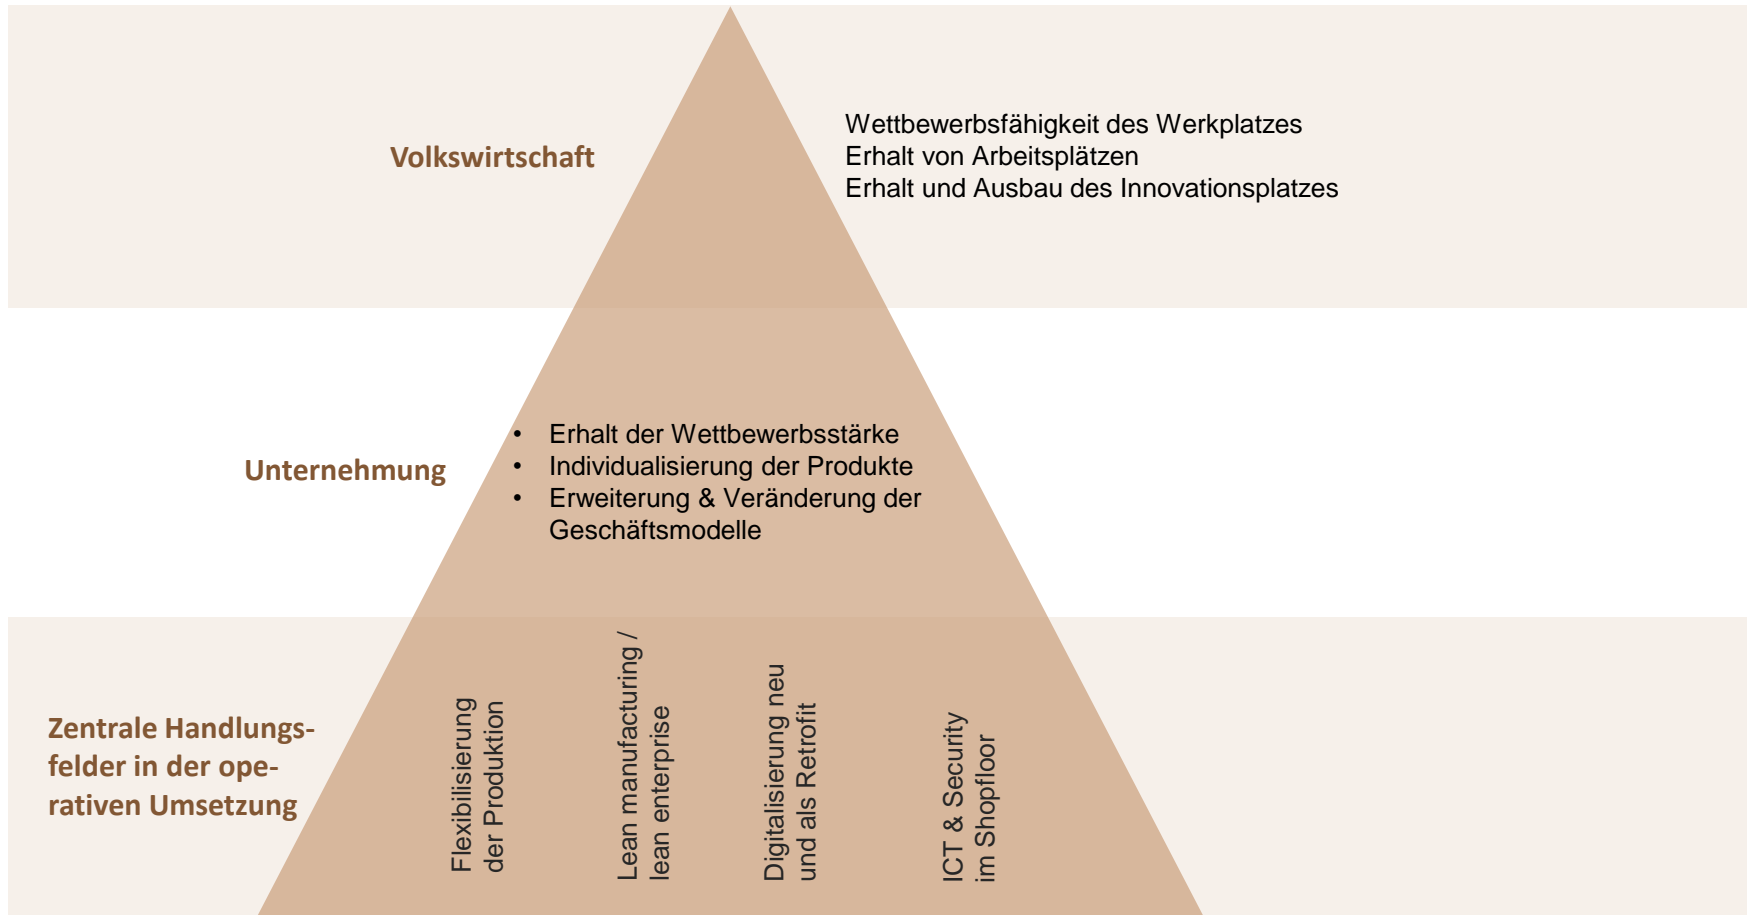 Volkswirtschaft
Wettbewerbsfähigkeit des Werkplatzes
Erhalt von Arbeitsplätzen
Erhalt und Ausbau des Innovationsplatzes
Unternehmung
• Erhalt der Wettbewerbsstärke
• Individualisierung der Produkte
• Erweiterung & Veränderung der
Geschäftsmodelle
Zentrale Handlungs-
felder in der ope-
rativen Umsetzung
Flexibilisierung
der Produktion
Lean manufacturing /
lean enterprise
Digitalisierung neu
und als Retrofit
ICT & Security
im Shopfloor